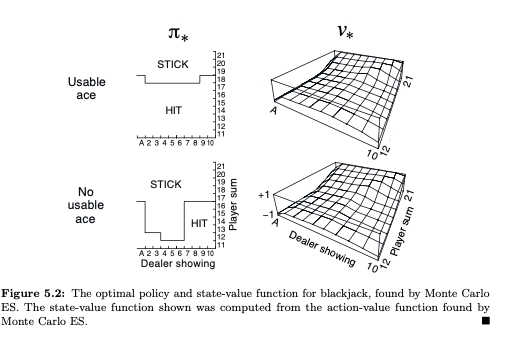 π*
v*
STICK
HIT
Usable
ace
21
20
19
18
17
16
15
14
13
12
11
A 2 3 4 5 6 7 8 9 10
A
21
10
12
STICK
HIT
No
usable
ace
21
20
19
18
17
16
15
14
13
12
11
Player sum
A 2 3 4 5 6 7 8 9 10
Dealer showing
+1
−1
A
Dealer showing
10
12
Player sum
21
Figure 5.2: The optimal policy and state-value function for blackjack, found by Monte Carlo
ES. The state-value function shown was computed from the action-value function found by
Monte Carlo ES.